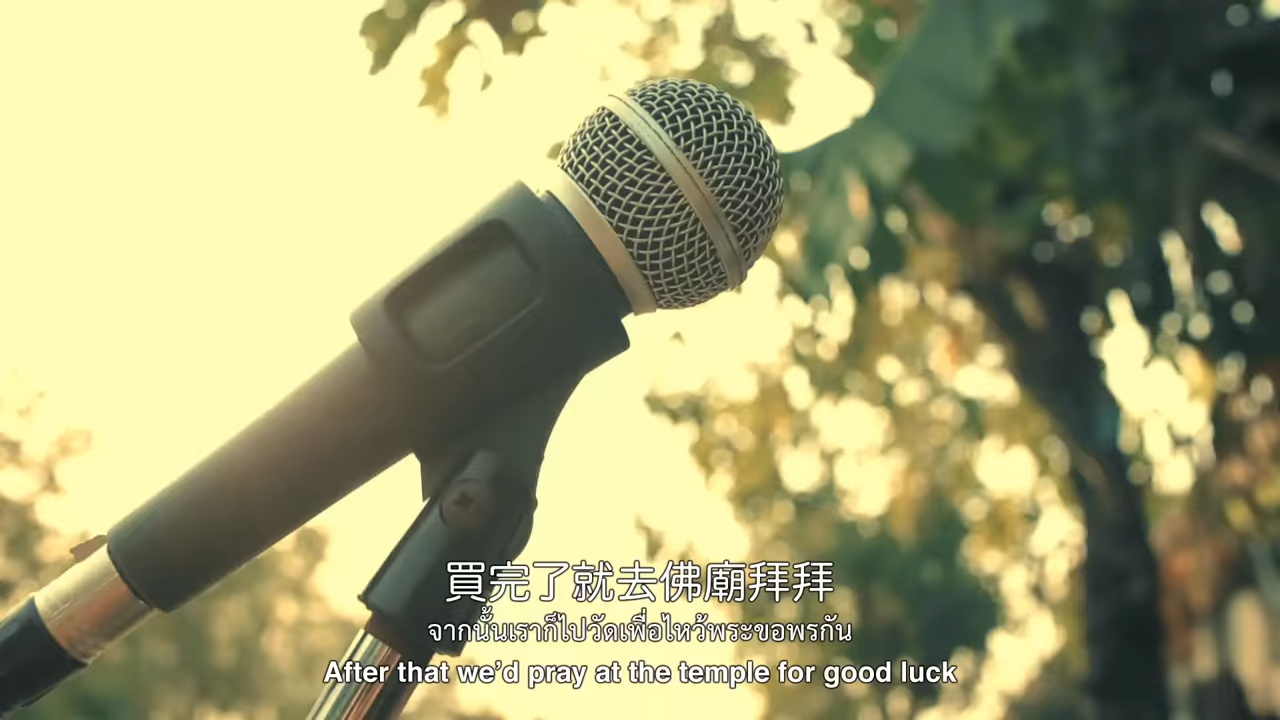 買完了就去佛廟拜拜
จากนั้นเราก็ไปวัดเพื่อไหว้พระขอพรกัน
After that we’d pray at the temple for good luck